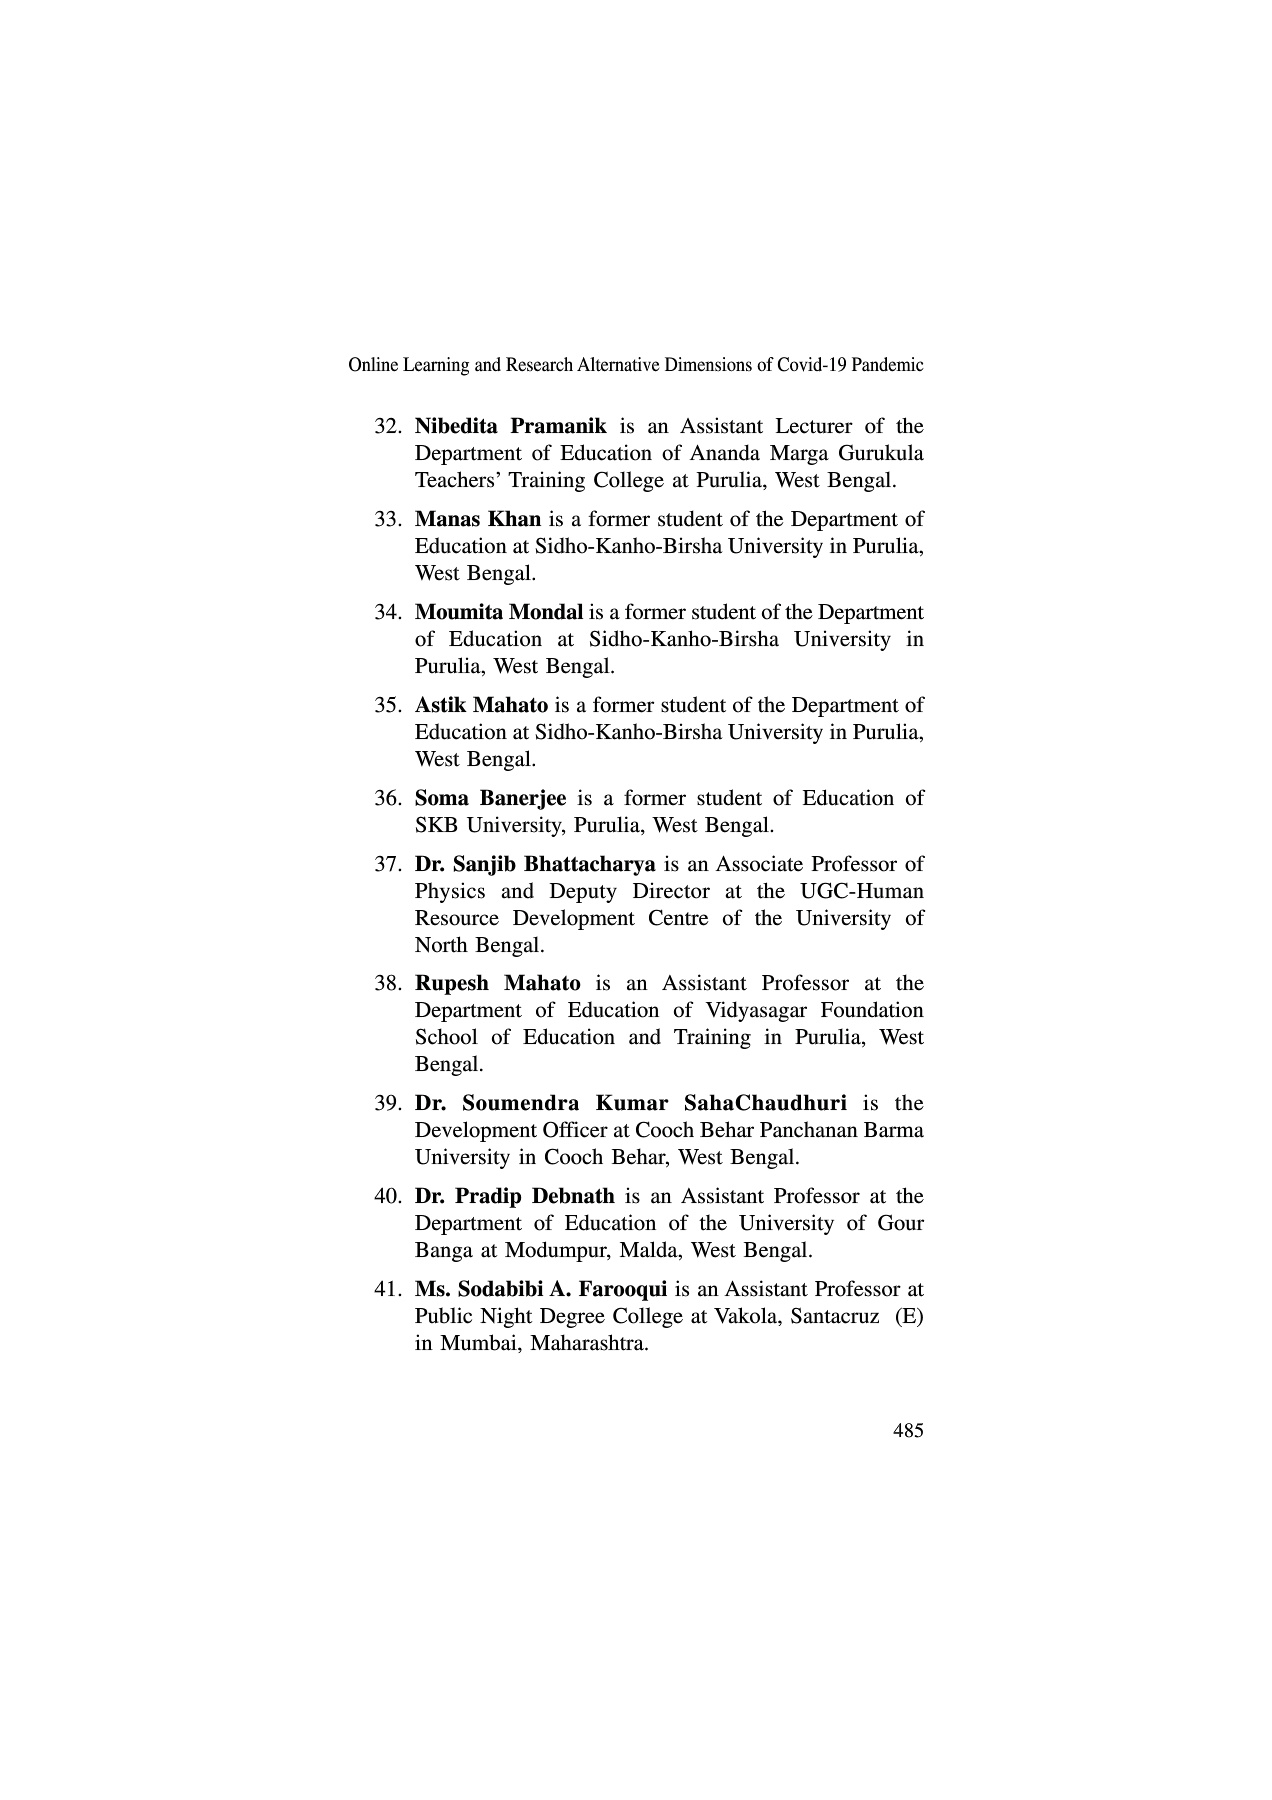 Online Learning and Research Alternative Dimensions of Covid-19 Pandemic
32. Nibedita Pramanik is an Assistant Lecturer of the
Department of Education of Ananda Marga Gurukula
Teachers’ Training College at Purulia, West Bengal.
33. Manas Khan is a former student of the Department of
Education at Sidho-Kanho-Birsha University in Purulia,
West Bengal.
34. Moumita Mondal is a former student of the Department
of Education at Sidho-Kanho-Birsha University in
Purulia, West Bengal.
35. Astik Mahato is a former student of the Department of
Education at Sidho-Kanho-Birsha University in Purulia,
West Bengal.
36. Soma Banerjee is a former student of Education of
SKB University, Purulia, West Bengal.
37. Dr. Sanjib Bhattacharya is an Associate Professor of
Physics and Deputy Director at the UGC-Human
Resource Development Centre of the University of
North Bengal.
38. Rupesh Mahato is an Assistant Professor at the
Department of Education of Vidyasagar Foundation
School of Education and Training in Purulia, West
Bengal.
39. Dr. Soumendra Kumar SahaChaudhuri is the
Development Officer at Cooch Behar Panchanan Barma
University in Cooch Behar, West Bengal.
40. Dr. Pradip Debnath is an Assistant Professor at the
Department of Education of the University of Gour
Banga at Modumpur, Malda, West Bengal.
41. Ms. Sodabibi A. Farooqui is an Assistant Professor at
Public Night Degree College at Vakola, Santacruz (E)
in Mumbai, Maharashtra.
485